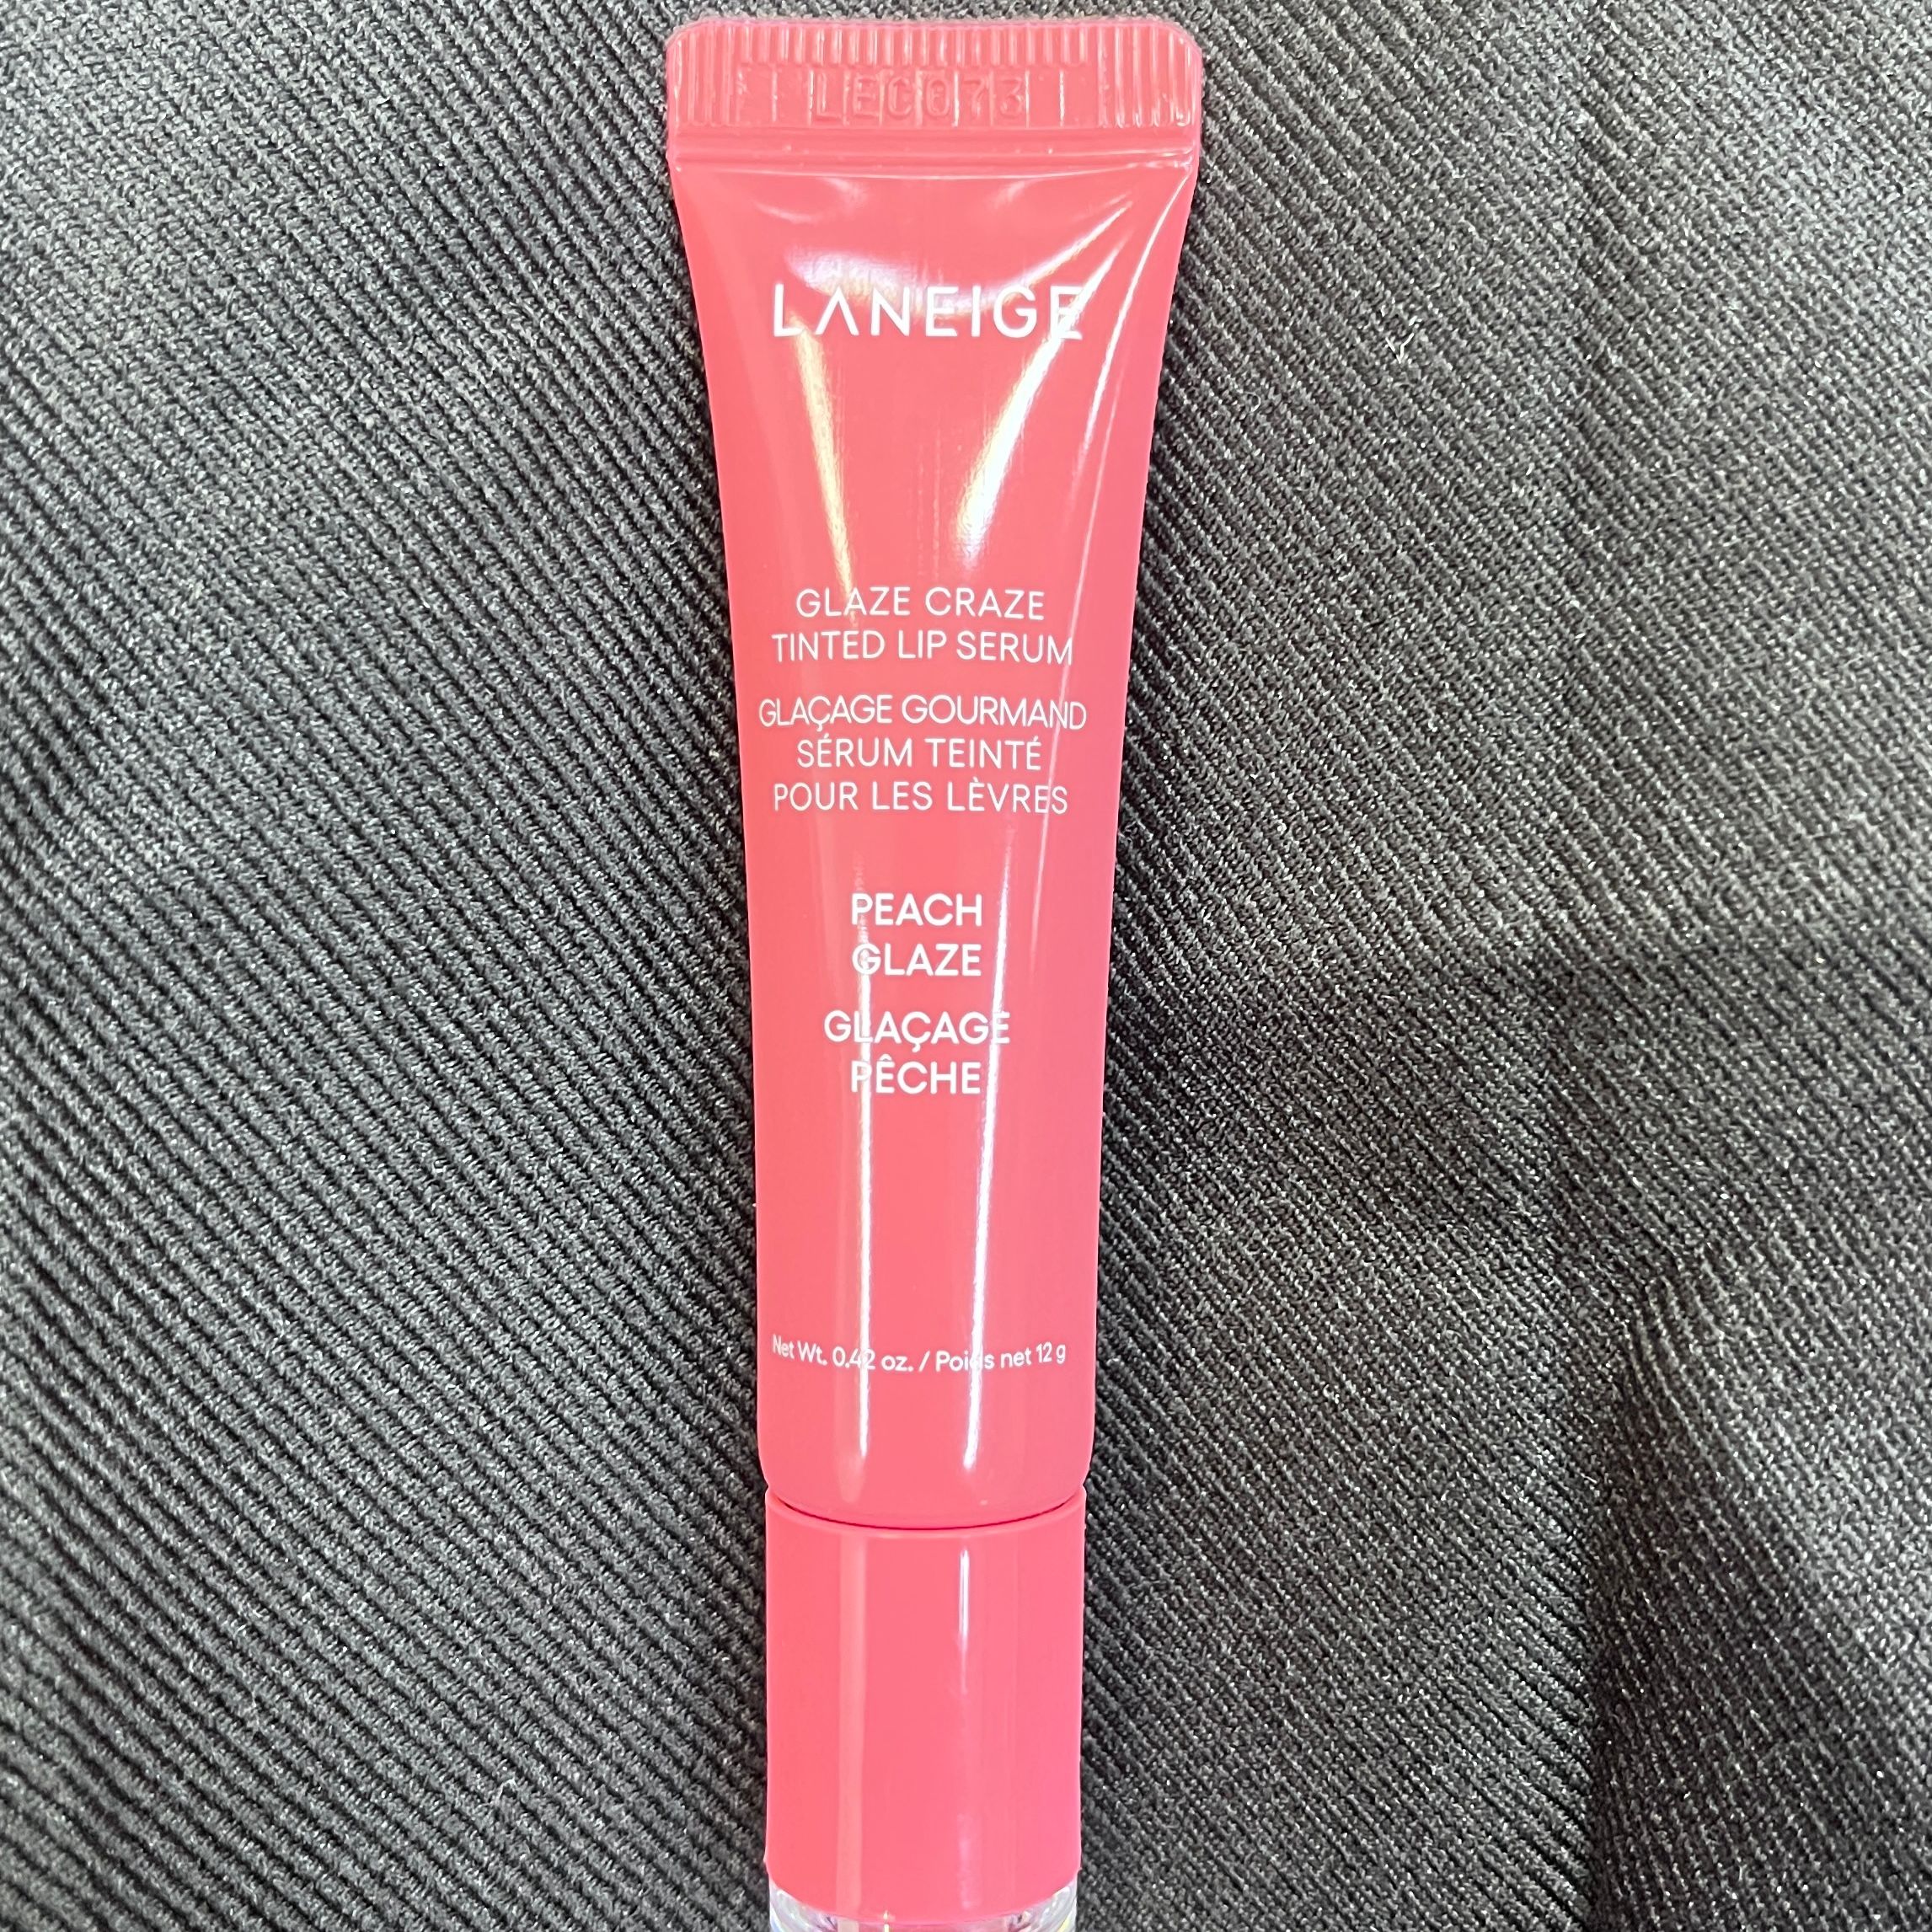 LEC073
LANEIGE
GLAZE CRAZE
TINTED LIP SERUM
GLAÇAGE GOURMAND
SÉRUM TEINTÉ
POUR LES LÈVRES
PEACH
GLAZE
GLAÇAGE
PÊCHE
Net Wt. 0.42 oz. / Poids net 12 g